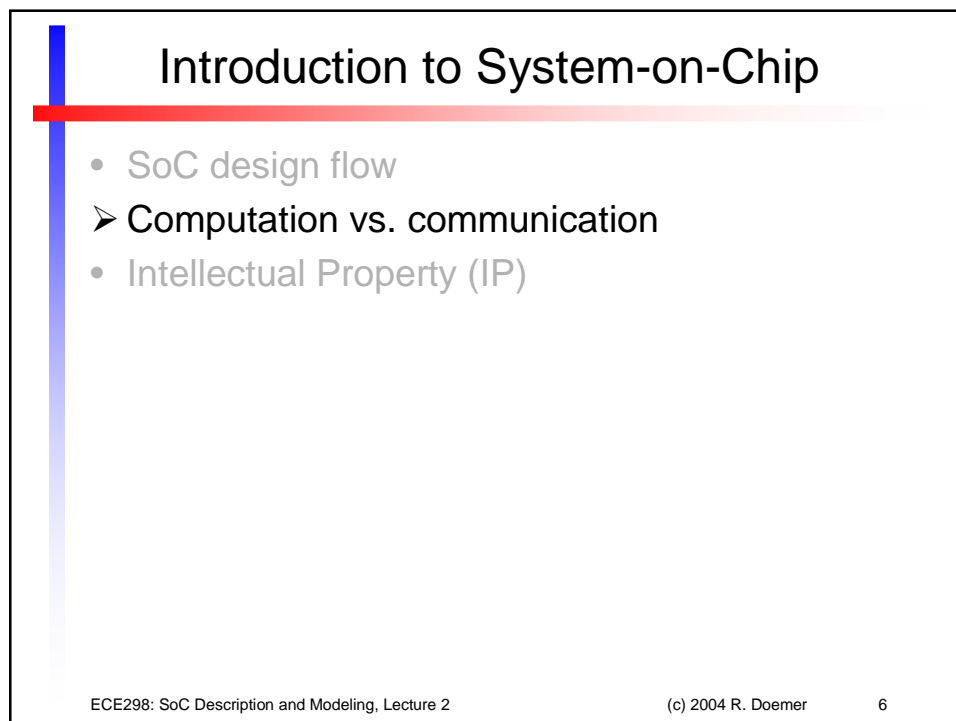 Introduction to System-on-Chip
• SoC design flow
➢ Computation vs. communication
• Intellectual Property (IP)
ECE298: SoC Description and Modeling, Lecture 2 (c) 2004 R. Doemer 6